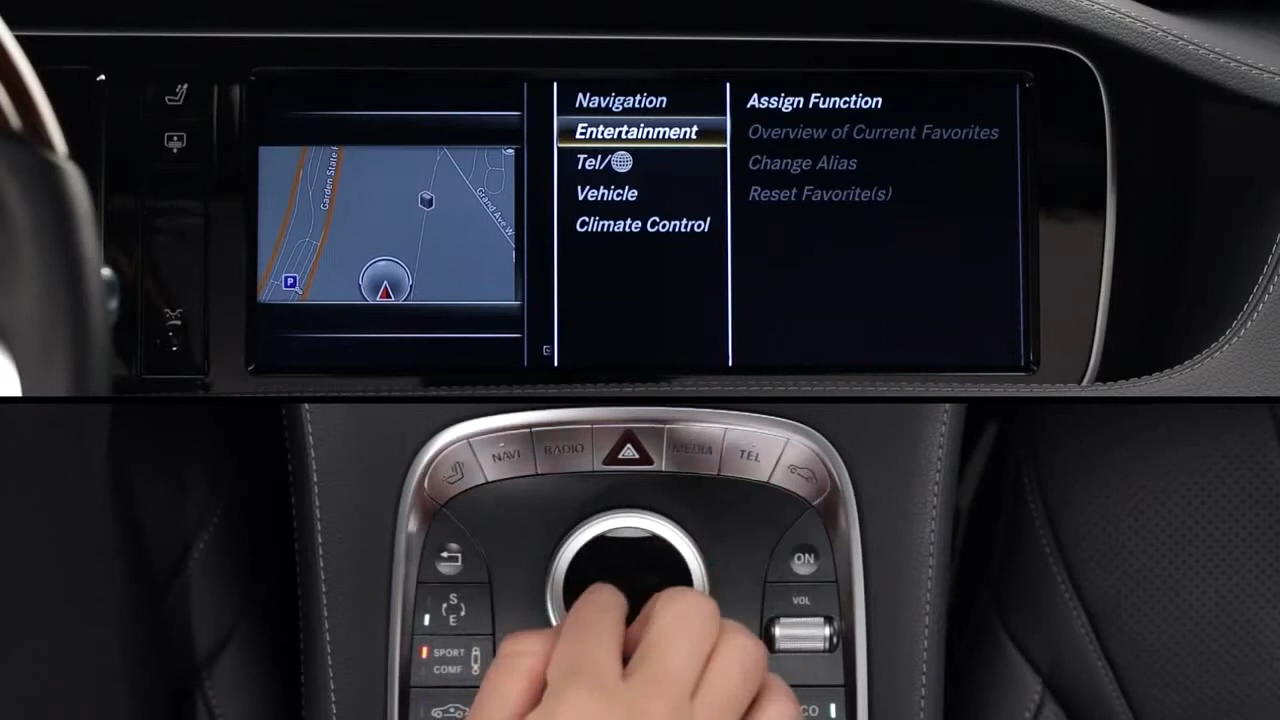 Garden State P
Grand Ave W
P
Navigation
Entertainment
Tel/
Vehicle
Climate Control
Assign Function
Overview of Current Favorites
Change Alias
Reset Favorite(s)
NAVI
RADIO
MEDIA
TEL
ON
S
E
VOL
SPORT
COMF
CO